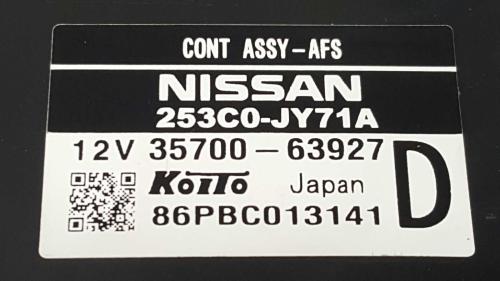 CONT ASSY-AFS
NISSAN
253C0-JY71A
12V 35700-63927
KOITO Japan D
86PBC013141